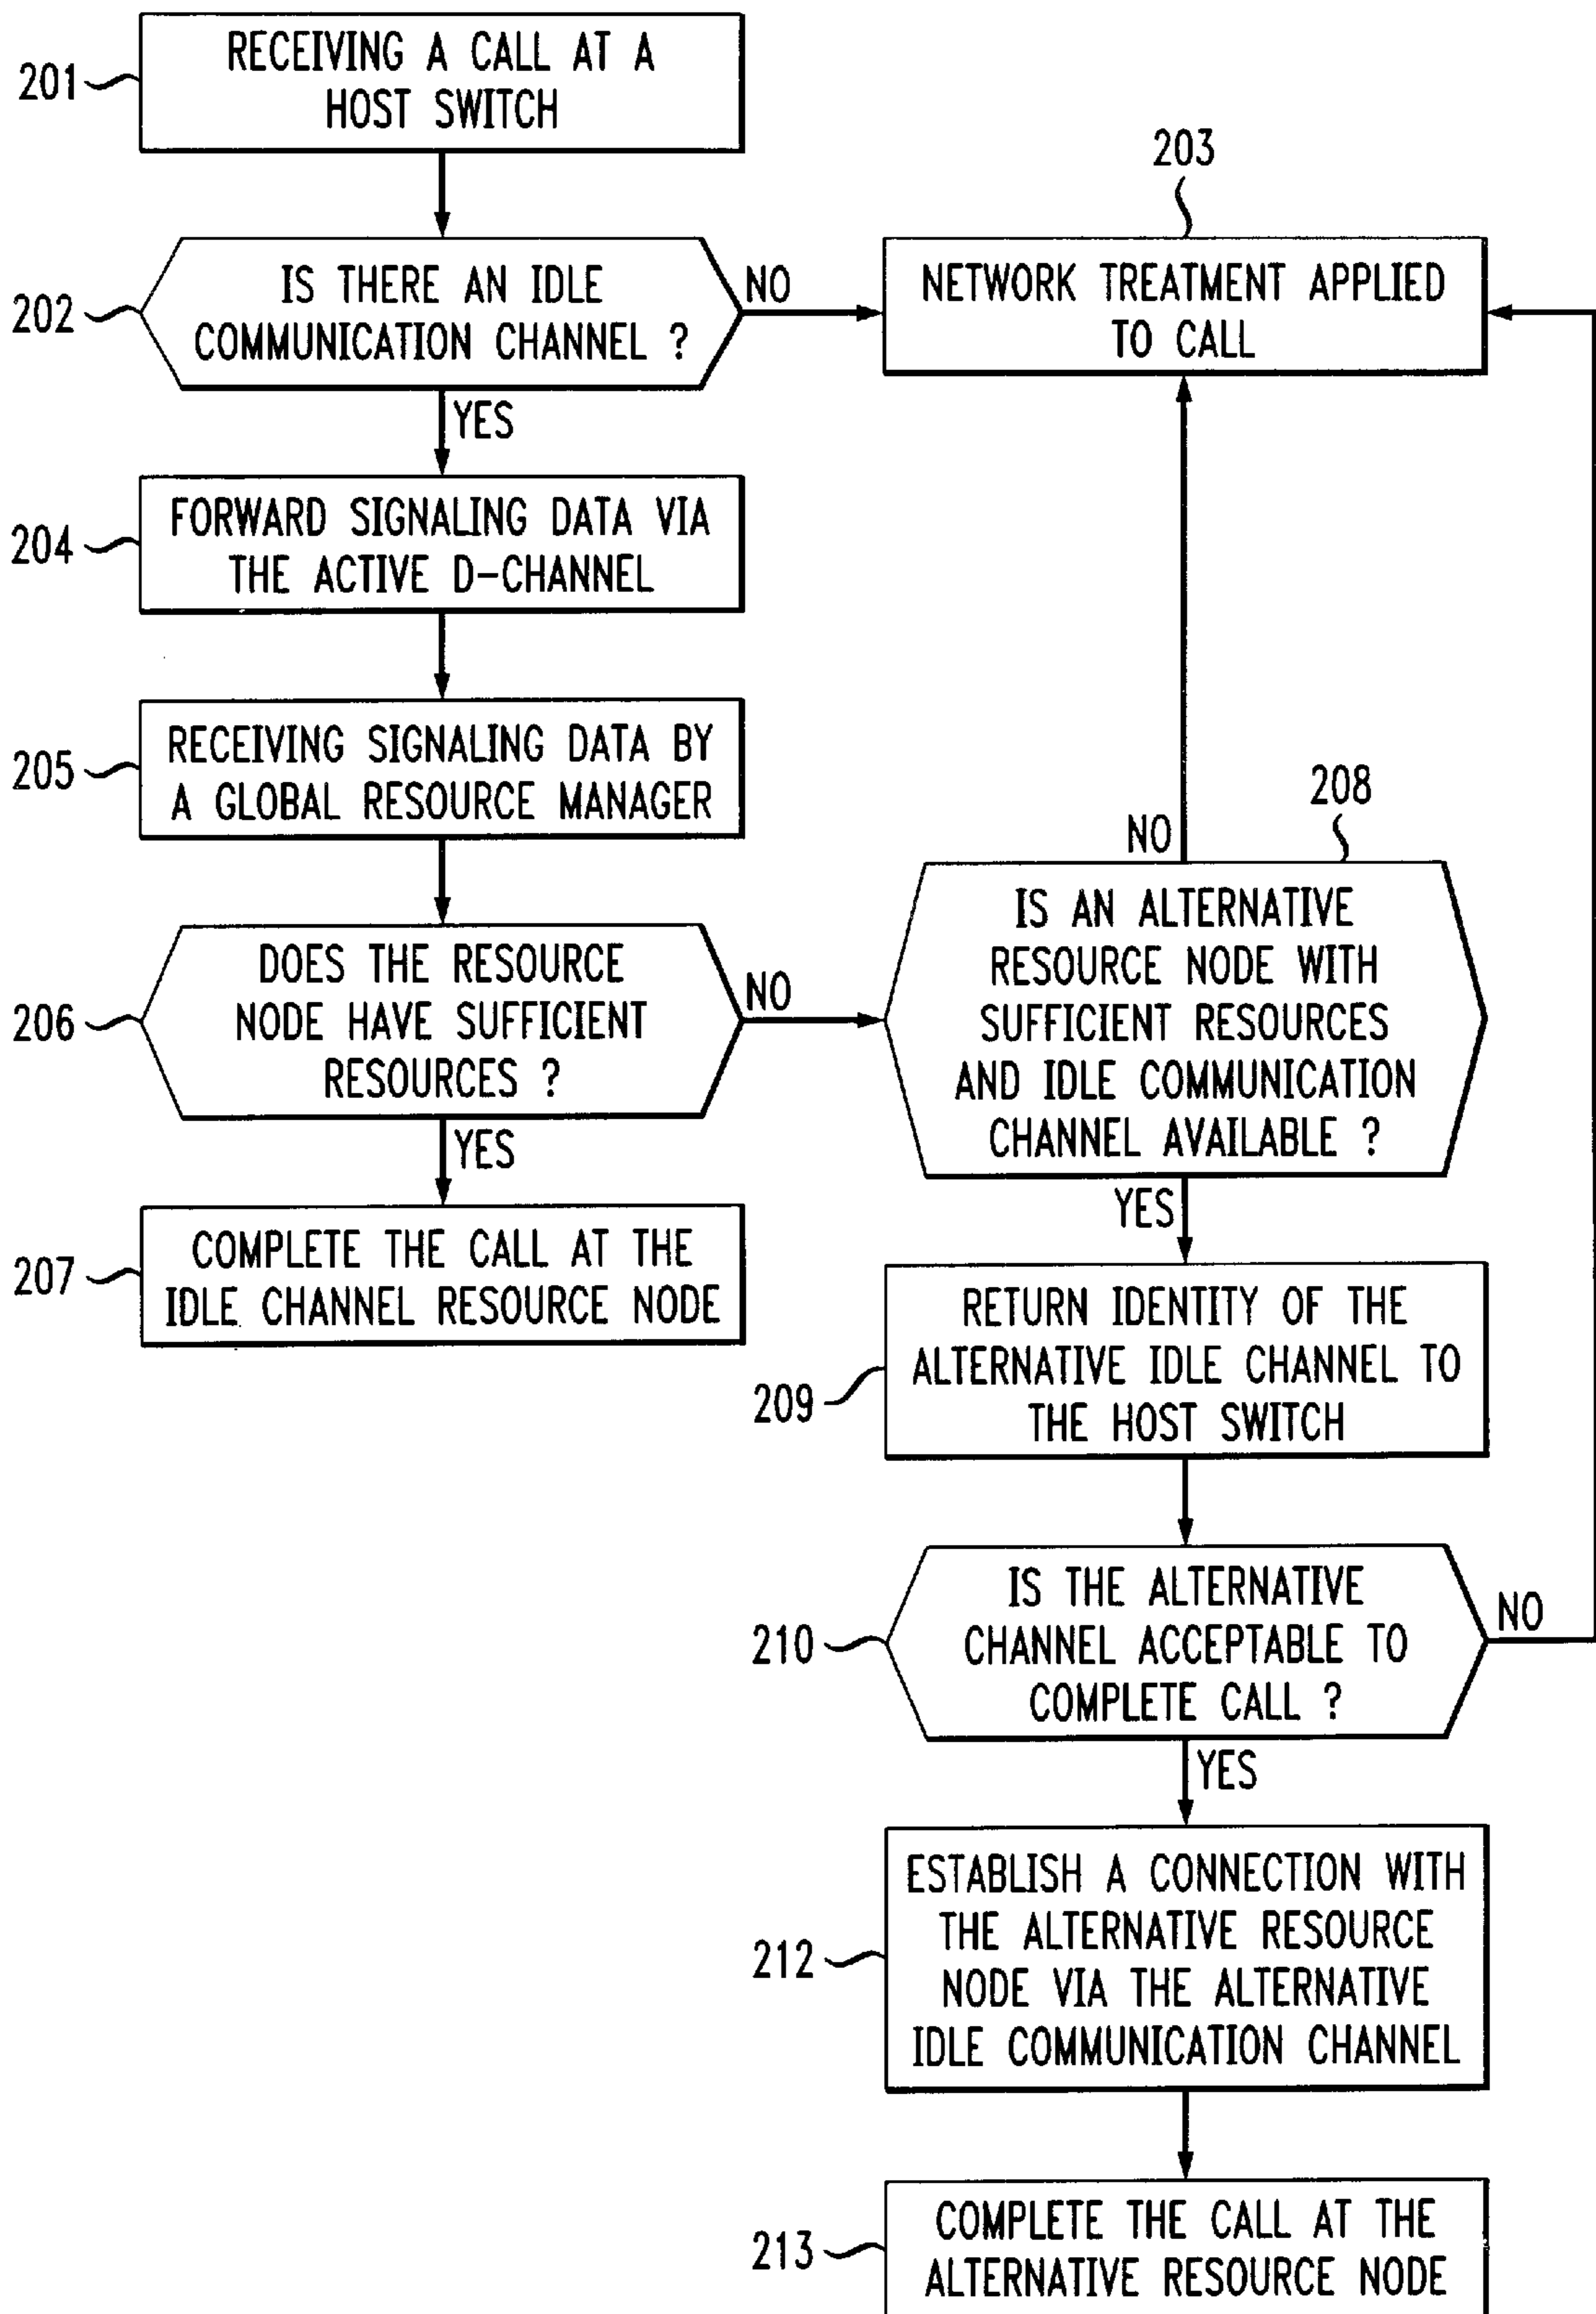 201
RECEIVING A CALL AT A
HOST SWITCH
202
IS THERE AN IDLE
COMMUNICATION CHANNEL ?
NO
YES
203
NETWORK TREATMENT APPLIED
TO CALL
204
FORWARD SIGNALING DATA VIA
THE ACTIVE D-CHANNEL
205
RECEIVING SIGNALING DATA BY
A GLOBAL RESOURCE MANAGER
206
DOES THE RESOURCE
NODE HAVE SUFFICIENT
RESOURCES ?
NO
YES
207
COMPLETE THE CALL AT THE
IDLE CHANNEL RESOURCE NODE
208
NO
IS AN ALTERNATIVE
RESOURCE NODE WITH
SUFFICIENT RESOURCES
AND IDLE COMMUNICATION
CHANNEL AVAILABLE ?
YES
209
RETURN IDENTITY OF THE
ALTERNATIVE IDLE CHANNEL TO
THE HOST SWITCH
210
IS THE ALTERNATIVE
CHANNEL ACCEPTABLE TO
COMPLETE CALL ?
NO
YES
212
ESTABLISH A CONNECTION WITH
THE ALTERNATIVE RESOURCE
NODE VIA THE ALTERNATIVE
IDLE COMMUNICATION CHANNEL
213
COMPLETE THE CALL AT THE
ALTERNATIVE RESOURCE NODE